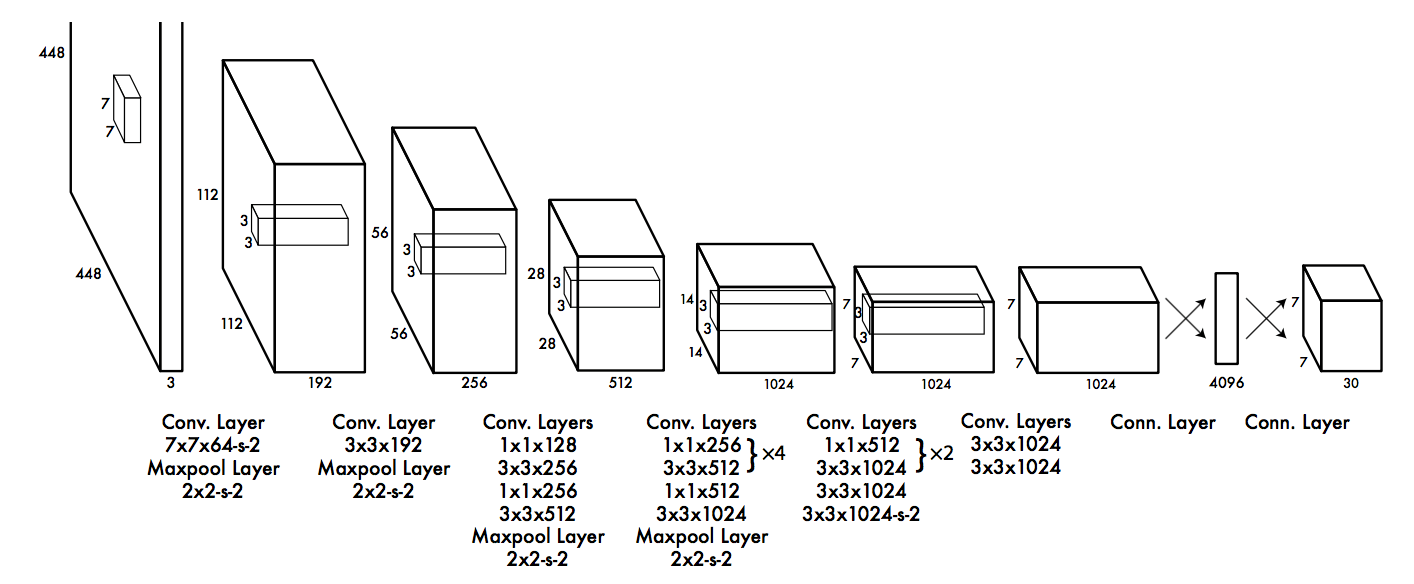 448
7
7
448
3
112
3
3
112
192
56
3
3
56
256
28
3
3
28
512
14
3
3
14
1024
7
3
3
7
1024
7
7
1024
4096
7
7
30
Conv. Layer
7x7x64-s-2
Maxpool Layer
2x2-s-2
Conv. Layer
3x3x192
Maxpool Layer
2x2-s-2
Conv. Layers
1x1x128
3x3x256
1x1x256
3x3x512
Maxpool Layer
2x2-s-2
Conv. Layers
1x1x256
3x3x512
}×4
1x1x512
3x3x1024
Maxpool Layer
2x2-s-2
Conv. Layers
1x1x512
3x3x1024
}×2
3x3x1024
3x3x1024-s-2
Conv. Layers
3x3x1024
3x3x1024
Conn. Layer
Conn. Layer